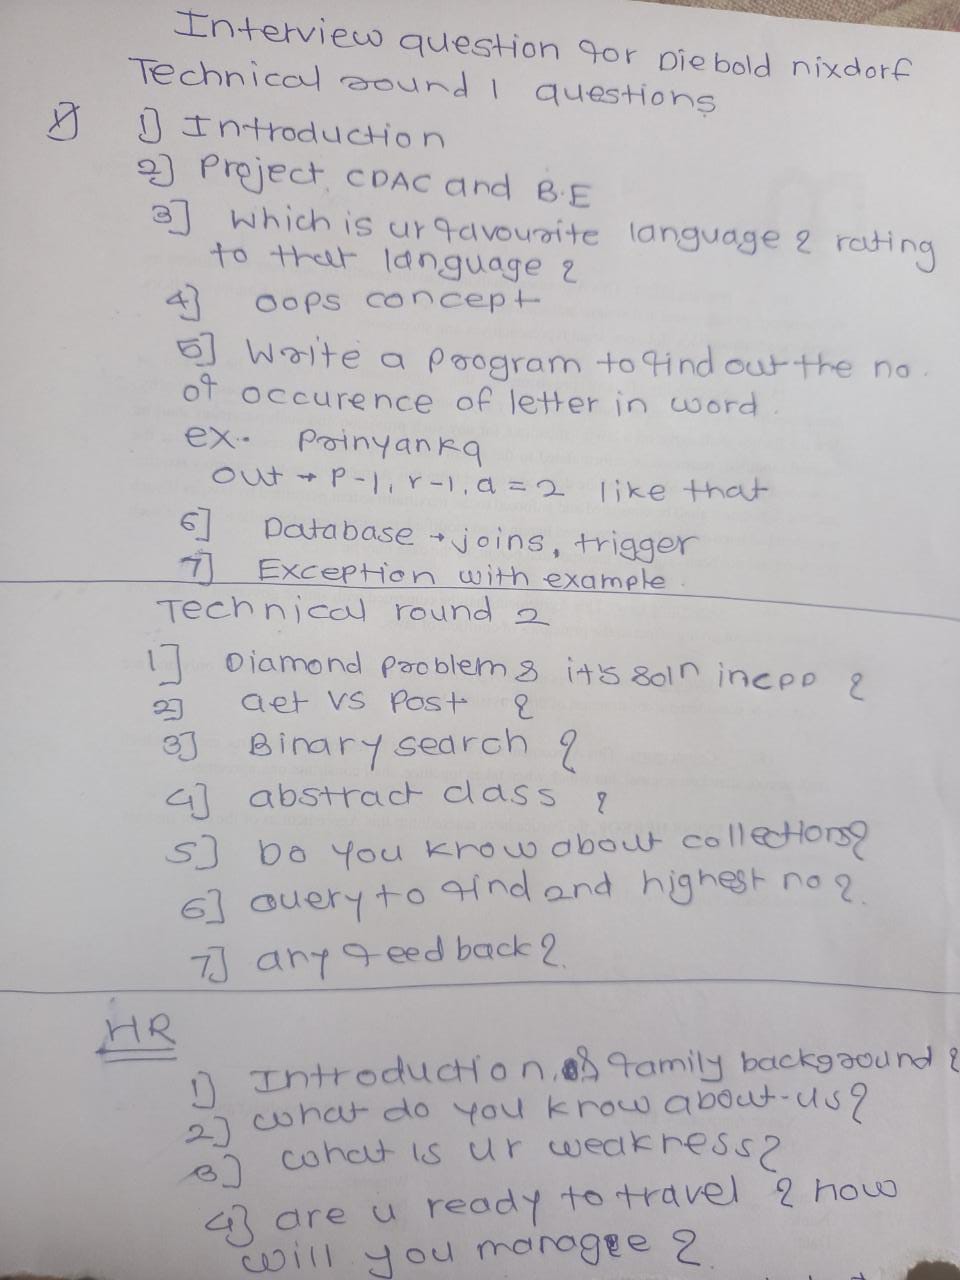 Interview question for Diebold nixdorf
Technical round 1 questions
1] Introduction
2] Project CDAC and B.E
3] which is ur favourite language ? rating
to that language ?
4] oops concept
5] Write a program to find out the no.
of occurence of letter in word.
ex.. Prinyanka
out → P-1, r-1, a = 2 like that
6] Database → joins, trigger
7] Exception with example.
Technical round 2
1] Diamond problem & it's soln in cpp ?
2] Get vs Post ?
3] Binary search ?
4] abstract class ?
5] Do you know about collections?
6] Query to find 2nd highest no ?.
7] any feedback ?.
HR
1] Introduction, & family background ?
2] what do you know about-us?
3] what is ur weakness?
4] are u ready to travel ? how
will you manage ?